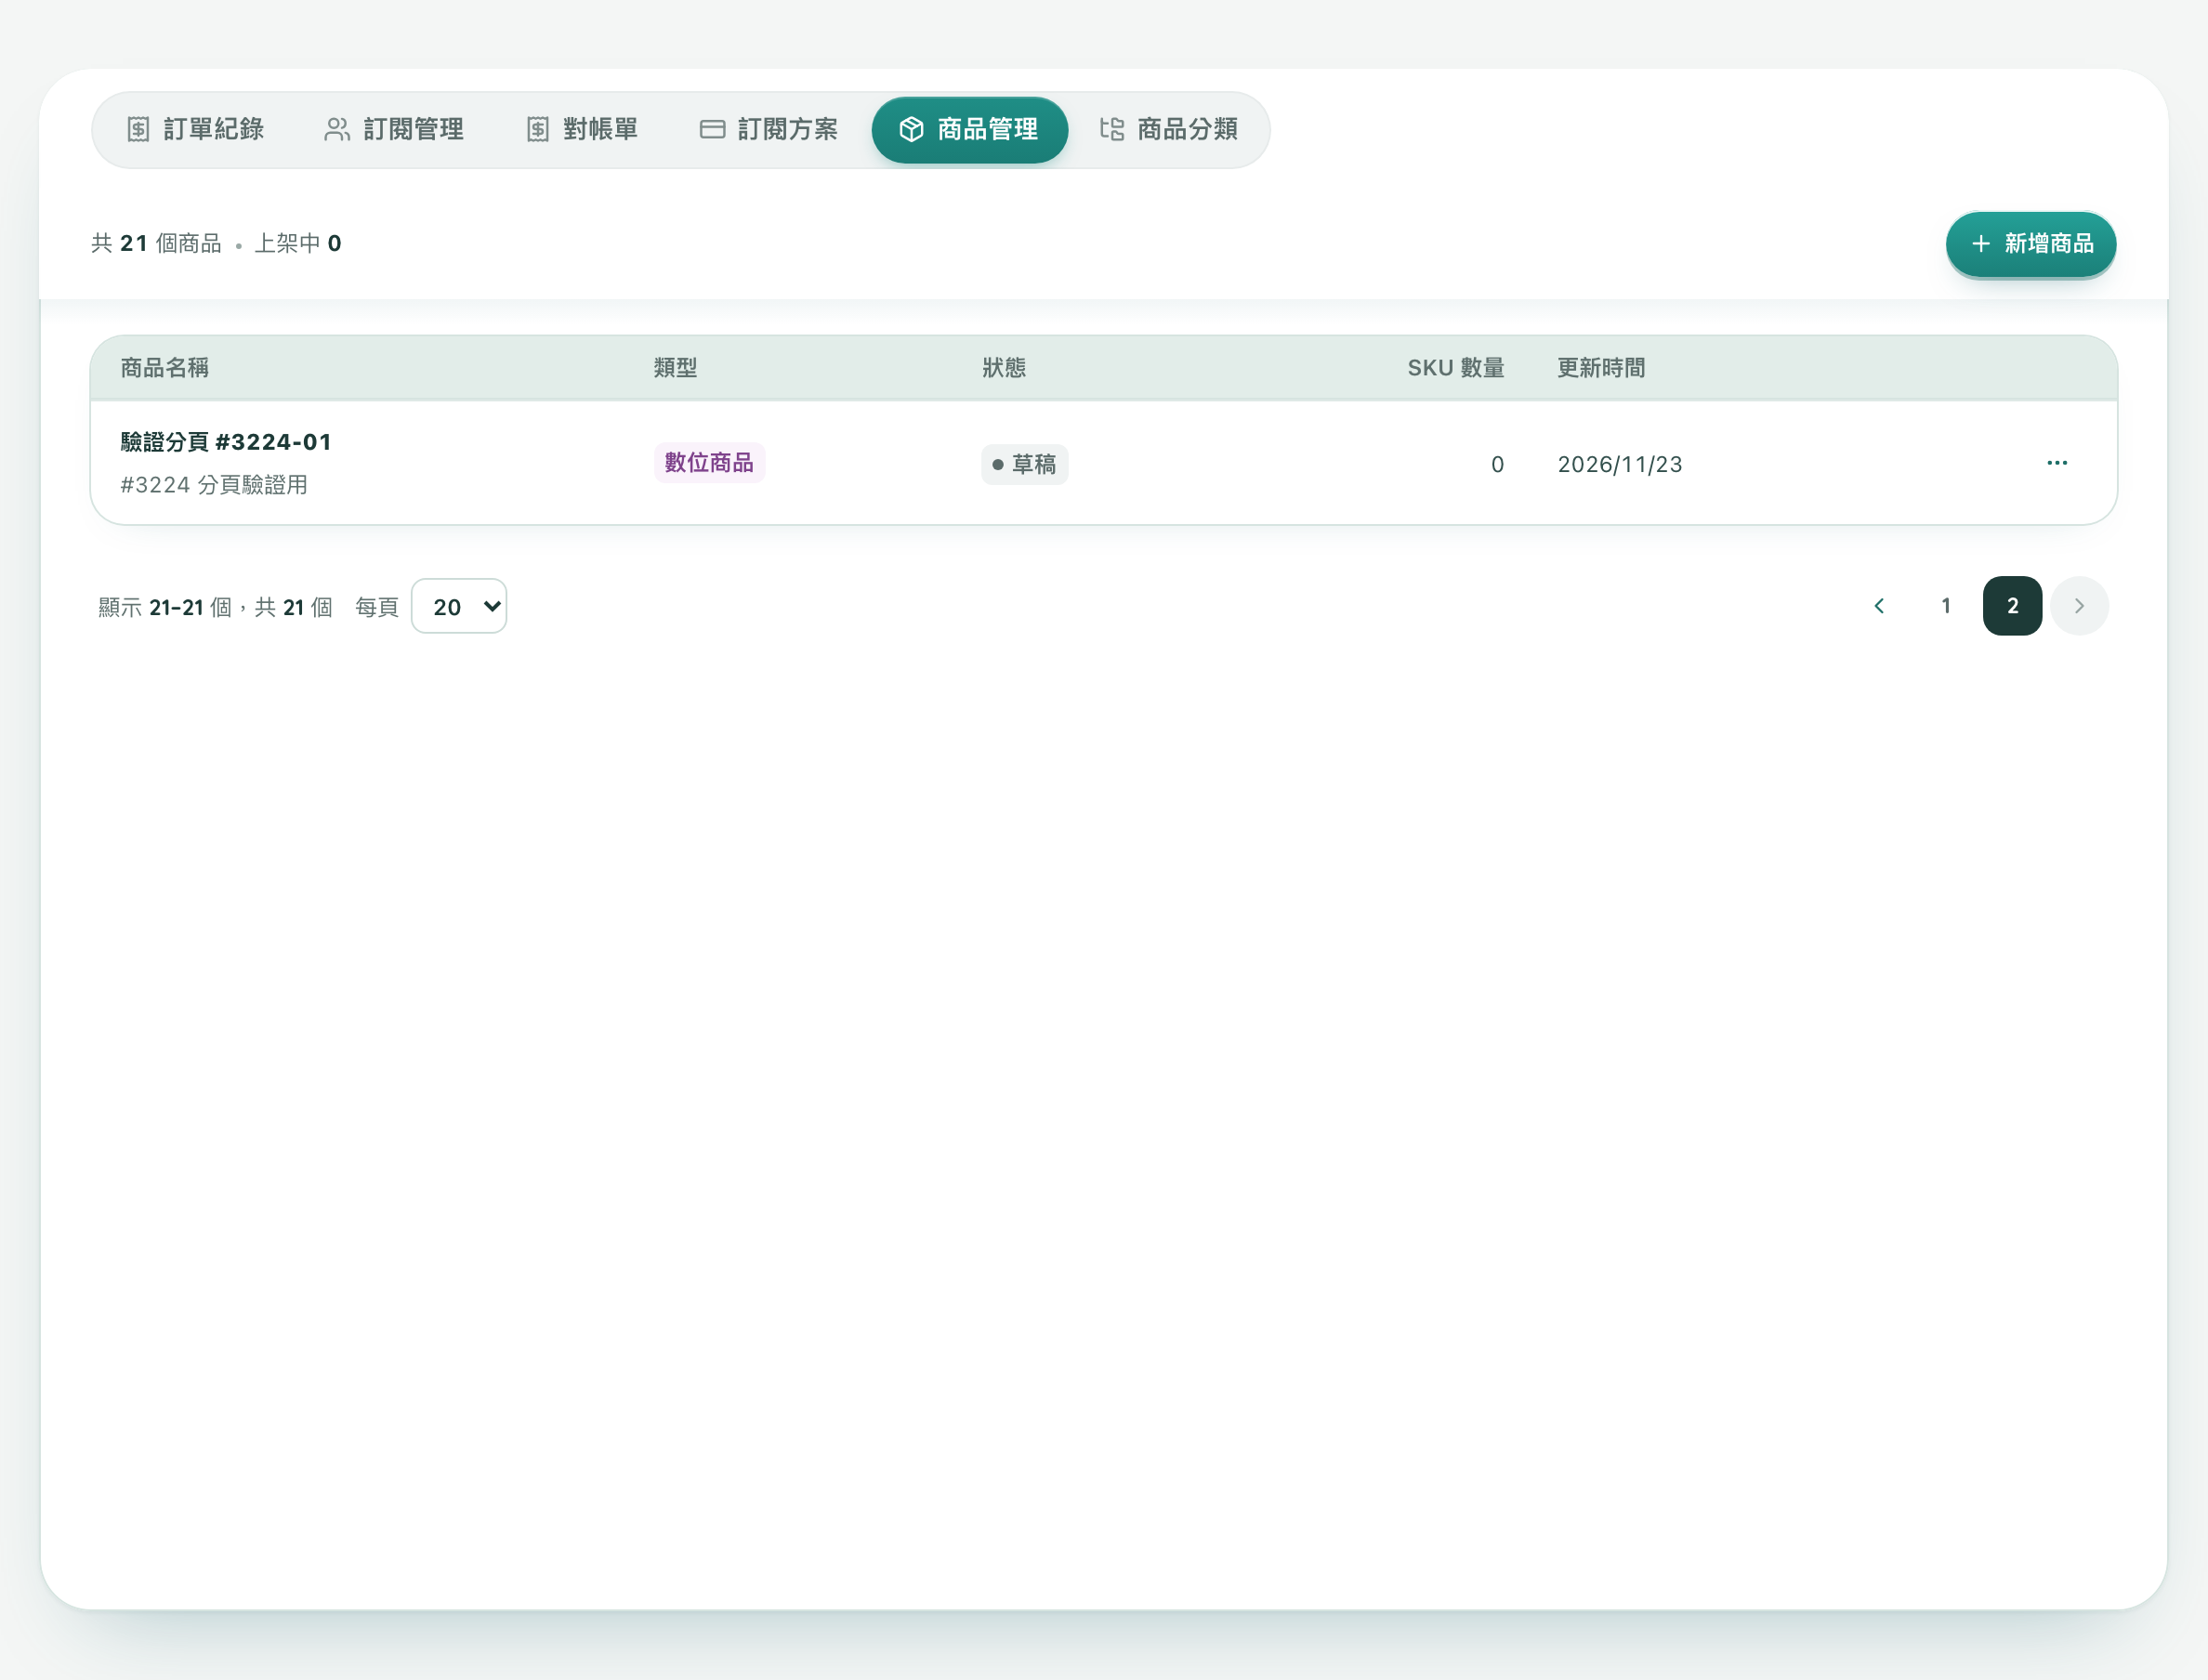 訂單紀錄 訂閱管理 對帳單 訂閱方案 商品管理 商品分類
共 21 個商品 • 上架中 0
+ 新增商品
商品名稱 類型 狀態 SKU 數量 更新時間
驗證分頁 #3224-01
#3224 分頁驗證用
數位商品 草稿 0 2026/11/23 ···
顯示 21-21 個，共 21 個 每頁 20
1 2